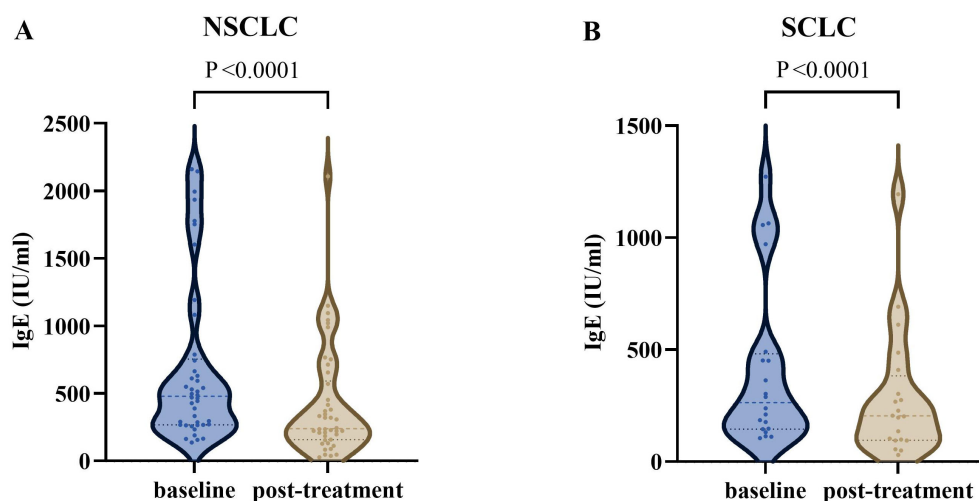 A
NSCLC
P <0.0001
IgE (IU/ml)
2500
2000
1500
1000
500
0
baseline
post-treatment
B
SCLC
P <0.0001
IgE (IU/ml)
1500
1000
500
0
baseline
post-treatment